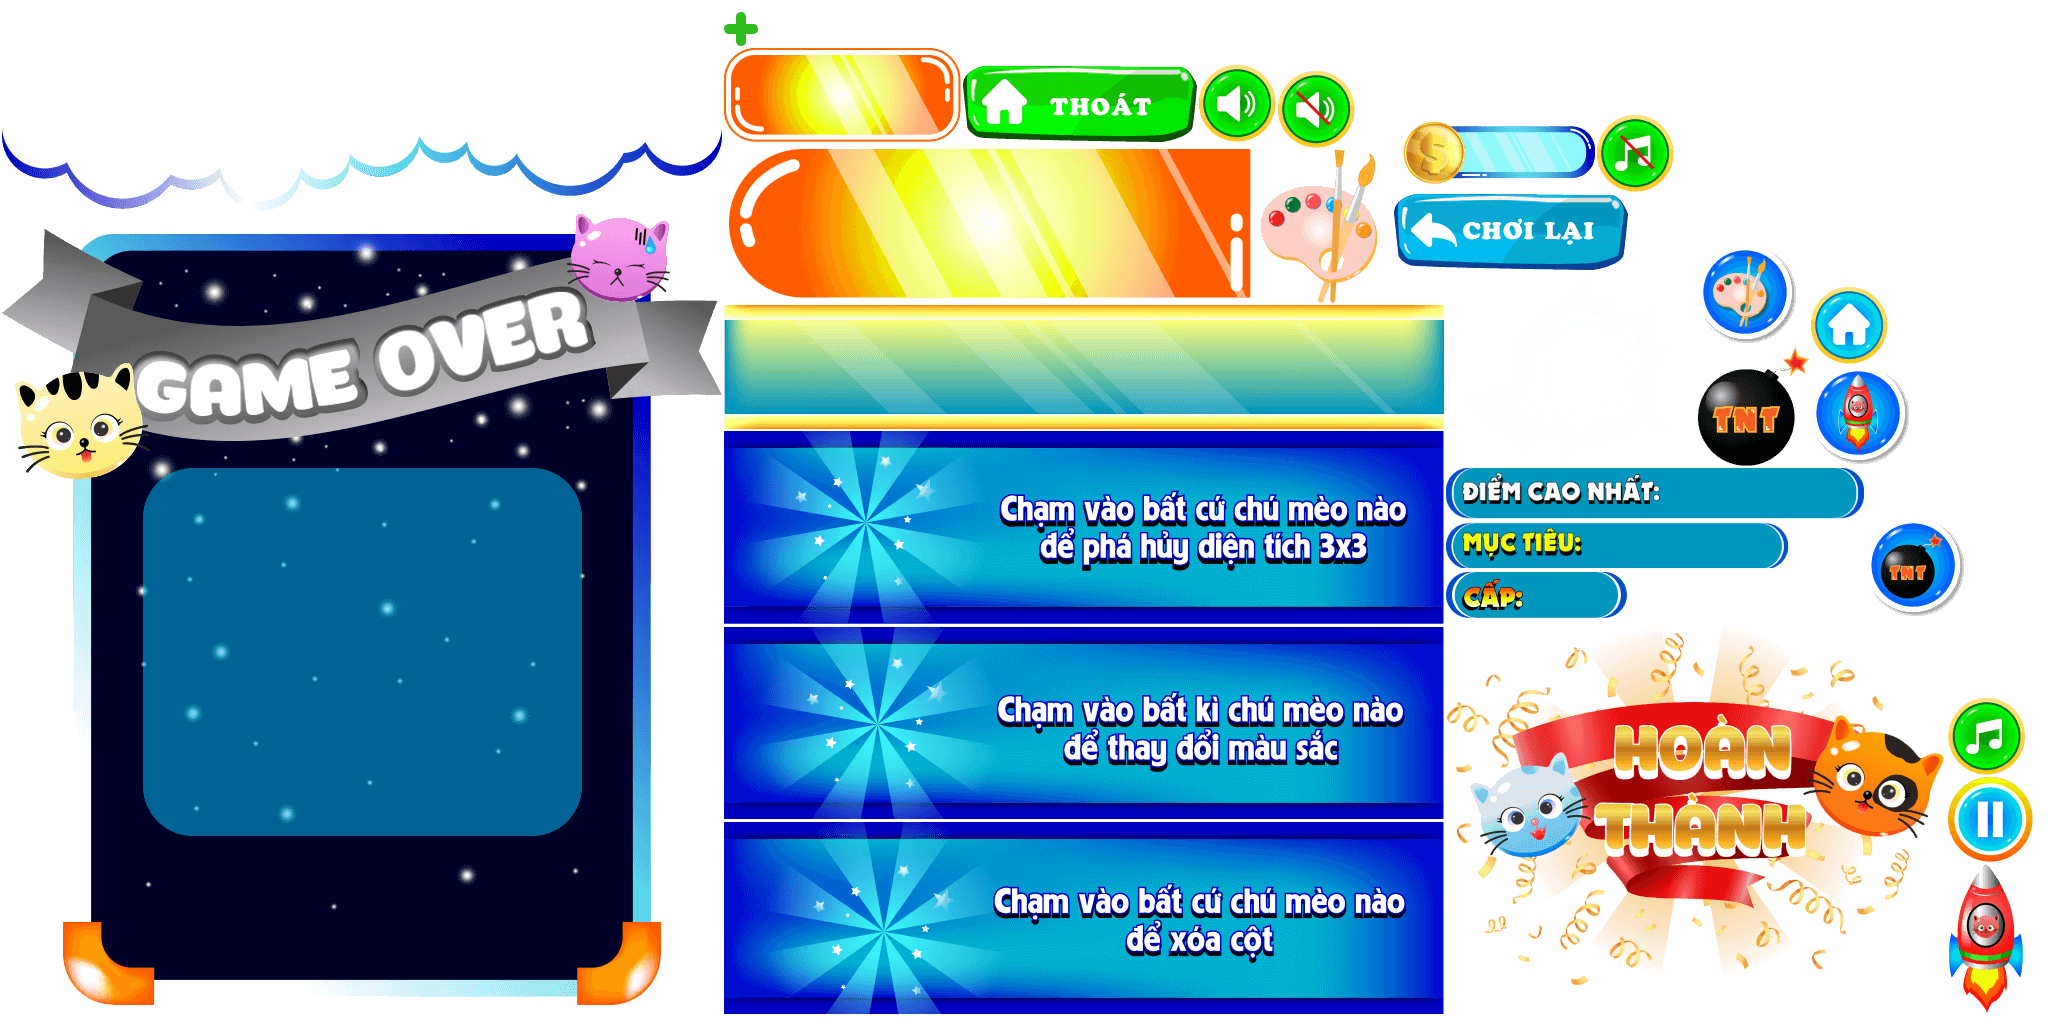 GAME OVER
THOÁT
CHƠI LẠI
TNT
ĐIỂM CAO NHẤT:
MỤC TIÊU:
CẤP:
TNT
Chạm vào bất cứ chú mèo nào
để phá hủy diện tích 3x3
Chạm vào bất kì chú mèo nào
để thay đổi màu sắc
Chạm vào bất cứ chú mèo nào
để xóa cột
HOÀN
THÀNH